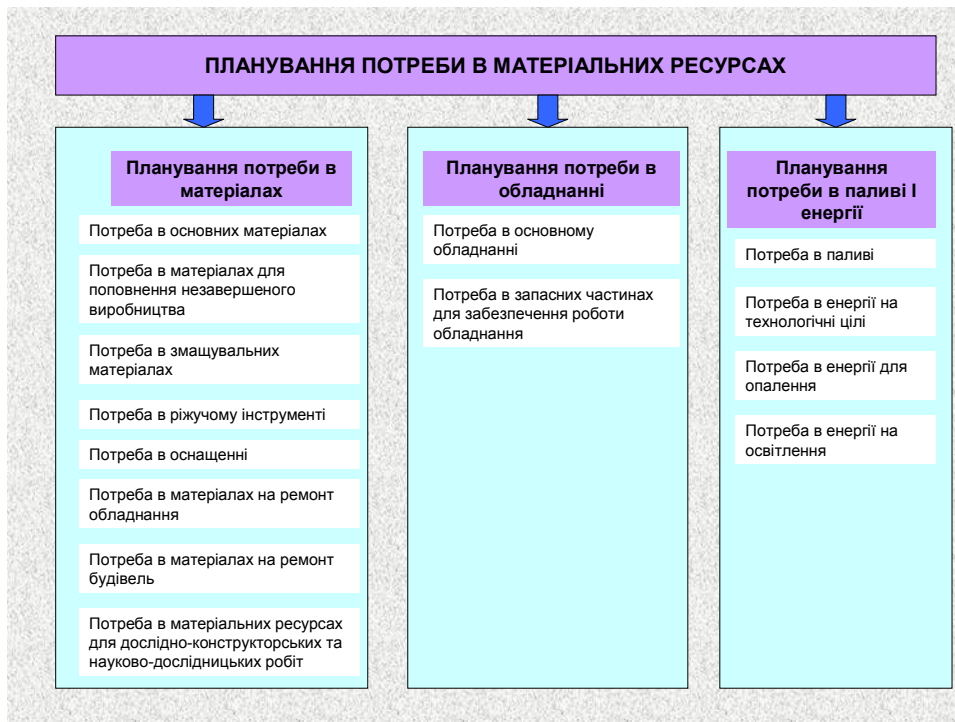 ПЛАНУВАННЯ ПОТРЕБИ В МАТЕРІАЛЬНИХ РЕСУРСАХ
Планування потреби в
матеріалах
Потреба в основних матеріалах
Потреба в матеріалах для
поповнення незавершеного
виробництва
Потреба в змащувальних
матеріалах
Потреба в ріжучому інструменті
Потреба в оснащенні
Потреба в матеріалах на ремонт
обладнання
Потреба в матеріалах на ремонт
будівель
Потреба в матеріальних ресурсах
для дослідно-конструкторських та
науково-дослідницьких робіт
Планування потреби в
обладнанні
Потреба в основному
обладнанні
Потреба в запасних частинах
для забезпечення роботи
обладнання
Планування
потреби в паливі І
енергії
Потреба в паливі
Потреба в енергії на
технологічні цілі
Потреба в енергії для
опалення
Потреба в енергії на
освітлення